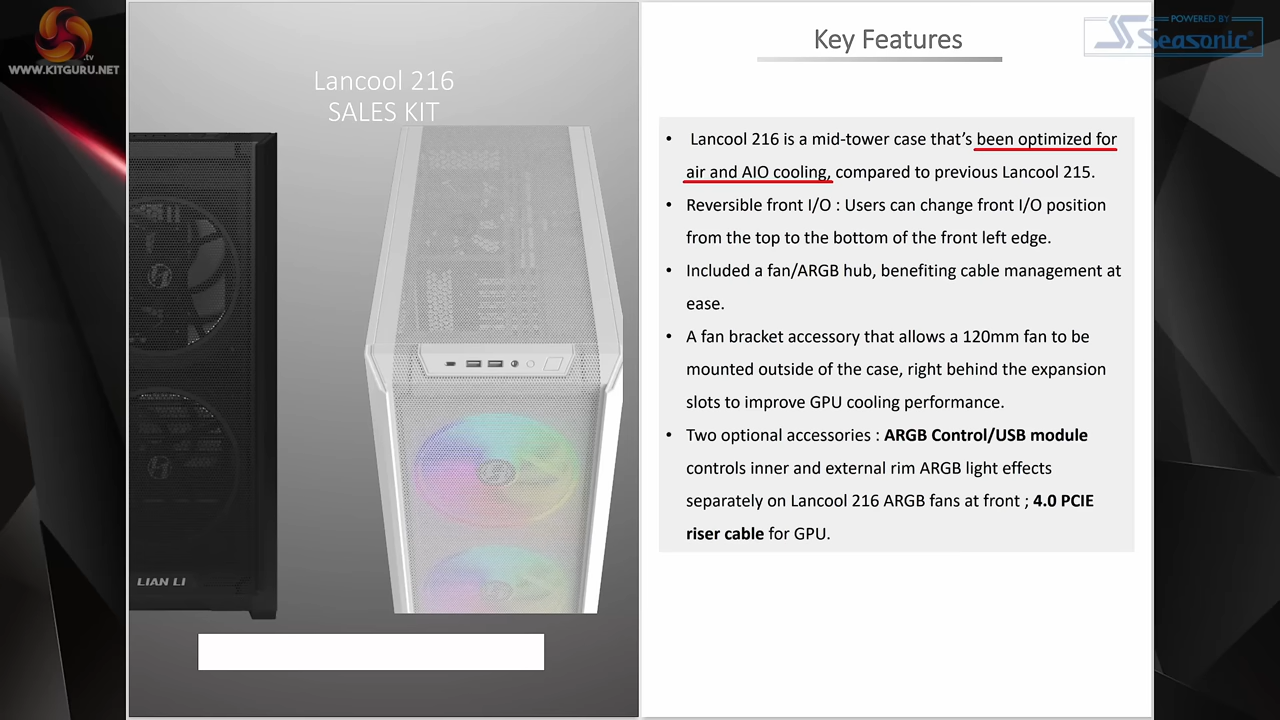 .tv
WWW.KITGURU.NET
Lancool 216
SALES KIT
LIAN LI
Key Features
POWERED BY
Seasonic®
• Lancool 216 is a mid-tower case that’s been optimized for
air and AIO cooling, compared to previous Lancool 215.
• Reversible front I/O : Users can change front I/O position
from the top to the bottom of the front left edge.
• Included a fan/ARGB hub, benefiting cable management at
ease.
• A fan bracket accessory that allows a 120mm fan to be
mounted outside of the case, right behind the expansion
slots to improve GPU cooling performance.
• Two optional accessories : ARGB Control/USB module
controls inner and external rim ARGB light effects
separately on Lancool 216 ARGB fans at front ; 4.0 PCIE
riser cable for GPU.